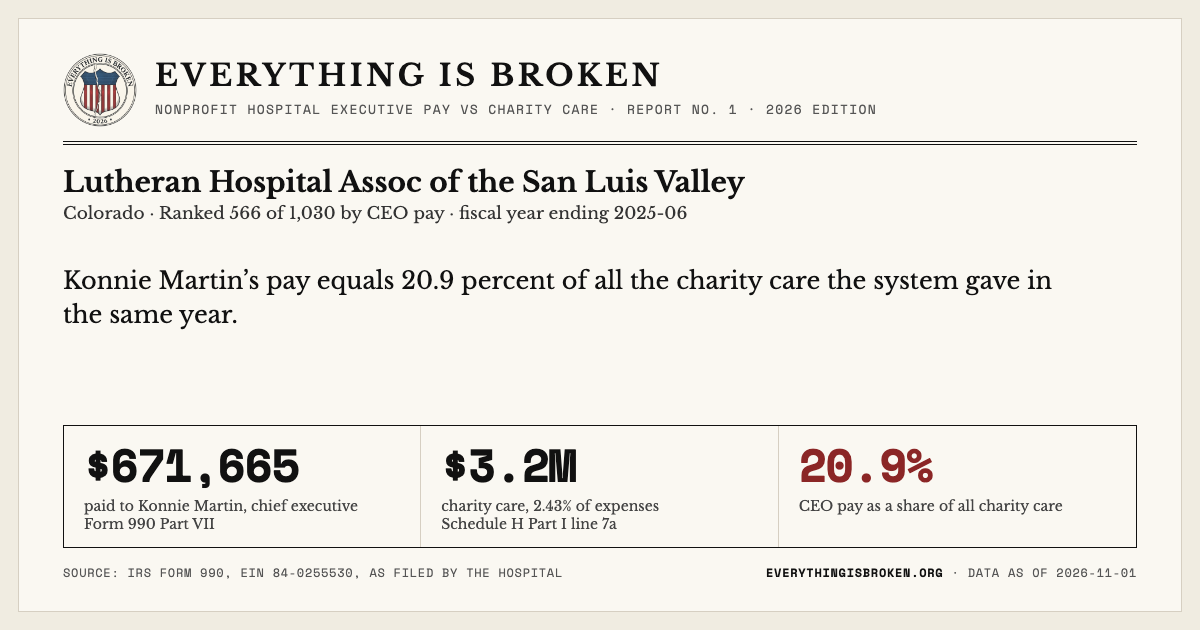 EVERYTHING IS BROKEN
2026
EVERYTHING IS BROKEN
NONPROFIT HOSPITAL EXECUTIVE PAY VS CHARITY CARE · REPORT NO. 1 · 2026 EDITION
Lutheran Hospital Assoc of the San Luis Valley
Colorado · Ranked 566 of 1,030 by CEO pay · fiscal year ending 2025-06
Konnie Martin’s pay equals 20.9 percent of all the charity care the system gave in
the same year.
$671,665
paid to Konnie Martin, chief executive
Form 990 Part VII
$3.2M
charity care, 2.43% of expenses
Schedule H Part I line 7a
20.9%
CEO pay as a share of all charity care
SOURCE: IRS FORM 990, EIN 84-0255530, AS FILED BY THE HOSPITAL
EVERYTHINGISBROKEN.ORG · DATA AS OF 2026-11-01